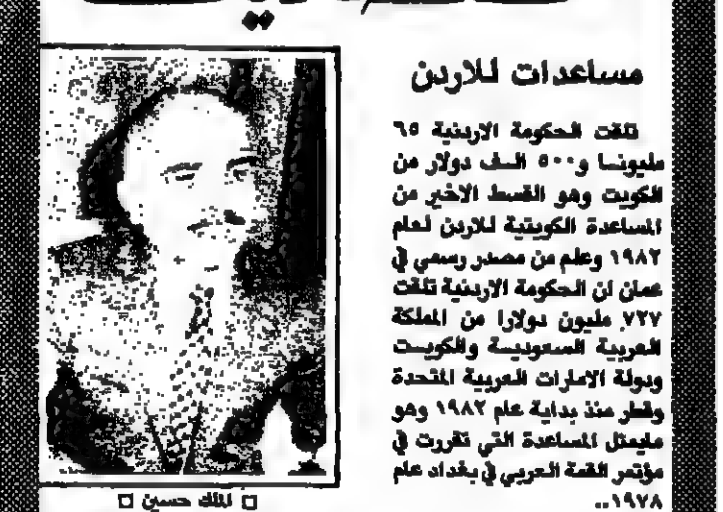 مساعدات للاردن
تلقت الحكومة الاردنية ٦٥
مليونا و٥٠٠ الف دولار من
الكويت وهو القسط الاخير من
المساعدة الكويتية للاردن لعام
١٩٨٢ وعلم من مصدر رسمي في
عمان ان الحكومة الاردنية تلقت
٧٢٧ مليون دولارا من المملكة
العربية السعودية والكويت
ودولة الامارات العربية المتحدة
وقطر منذ بداية عام ١٩٨٢ وهو
مايمثل المساعدة التي تقررت في
مؤتمر القمة العربي في بغداد عام
١٩٧٨..
الملك حسين